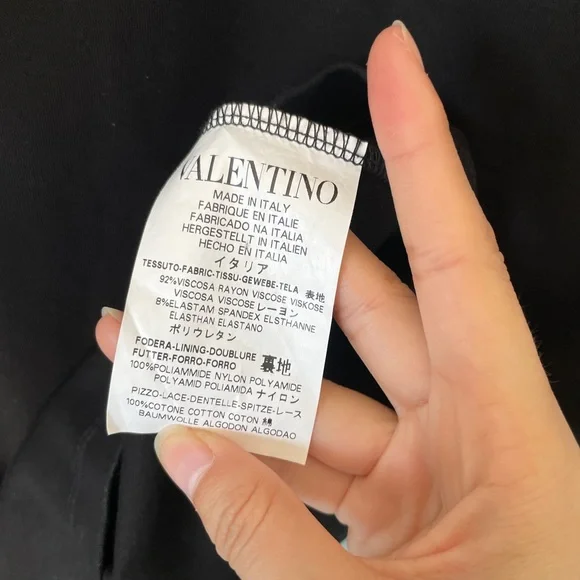 VALENTINO
MADE IN ITALY
FABRIQUE EN ITALIE
FABRICADO NA ITALIA
HERGESTELLT IN ITALIEN
HECHO EN ITALIA
イタリア
TESSUTO-FABRIC-TISSU-GEWEBE-TELA 表地
92%VISCOSA RAYON VISCOSE VISKOSE
VISCOSA VISCOSE レーヨン
8%ELASTAM SPANDEX ELSTHANNE
ELASTHAN ELASTANO
ポリウレタン
FODERA-LINING-DOUBLURE 裏地
FUTTER-FORRO-FORRO
100%POLIAMMIDE NYLON POLYAMIDE
POLYAMID POLIAMIDA ナイロン
PIZZO-LACE-DENTELLE-SPITZE-レース
100%COTONE COTTON COTON 綿
BAUMWOLLE ALGODON ALGODAO